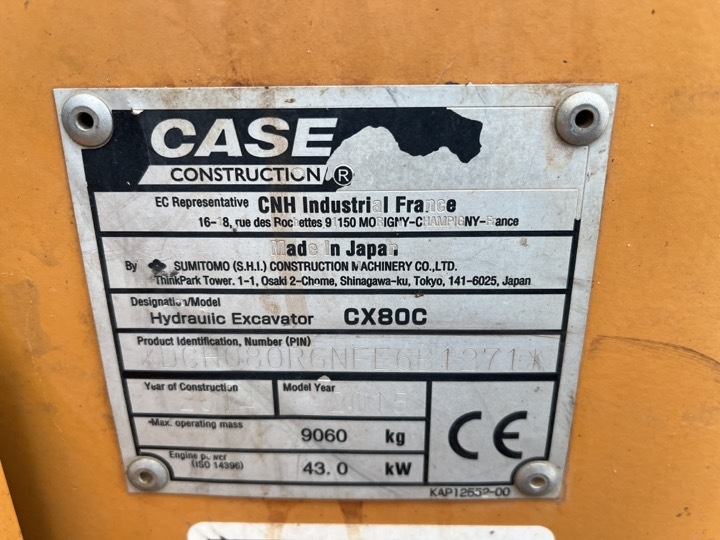 CASE
CONSTRUCTION ®
EC Representative CNH Industrial France
16-18, rue des Rochettes 91150 MORIGNY-CHAMPIGNY-France
Made In Japan
By SUMITOMO (S.H.I.) CONSTRUCTION MACHINERY CO.,LTD.
ThinkPark Tower. 1-1, Osaki 2-Chome, Shinagawa-ku, Tokyo, 141-6025, Japan
Designation/Model
Hydraulic Excavator CX80C
Product Identification, Number (PIN)
Year of Construction Model Year
Max. operating mass
9060 kg
Engine power
(ISO 14396) 43.0 kW
CE